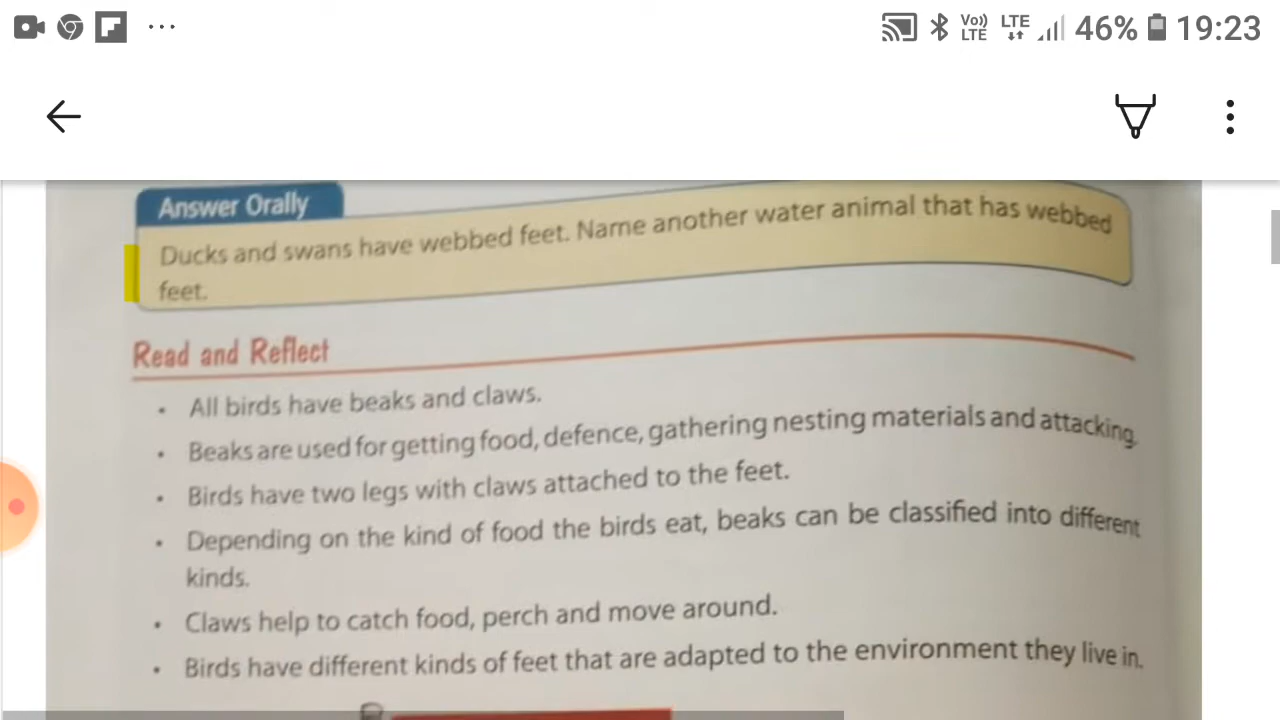 Vo)) LTE
LTE 46% 19:23
Answer Orally
Ducks and swans have webbed feet. Name another water animal that has webbed
feet.
Read and Reflect
• All birds have beaks and claws.
• Beaks are used for getting food, defence, gathering nesting materials and attacking.
• Birds have two legs with claws attached to the feet.
• Depending on the kind of food the birds eat, beaks can be classified into different
kinds.
• Claws help to catch food, perch and move around.
• Birds have different kinds of feet that are adapted to the environment they live in.